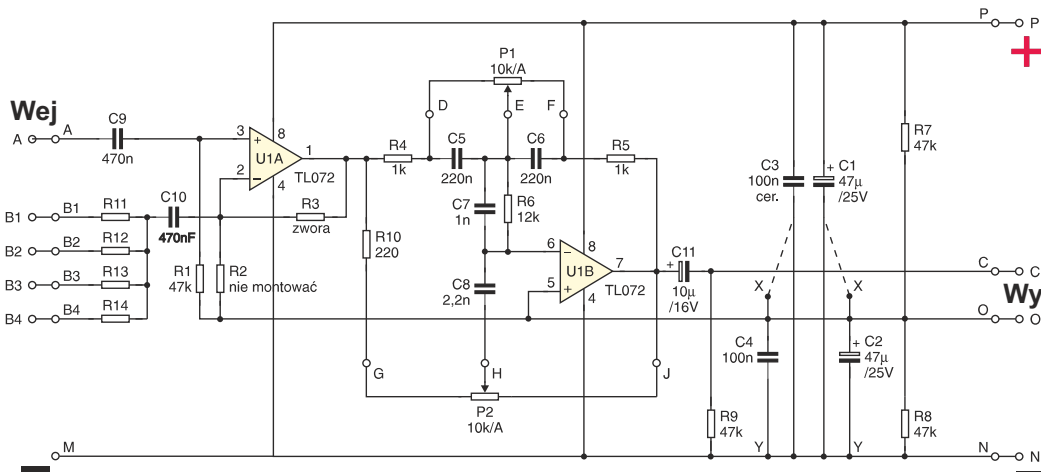 P
P
+
P1
10k/A
D
E
F
Wej
A
A
C9
470n
3
+
8
U1A
1
2
−
4
TL072
R4
1k
C5
220n
C6
220n
R5
1k
R7
47k
C3
100n
cer.
+
C1
47µ
/25V
B1
B1
R11
C10
470nF
R3
zwora
C7
1n
R6
12k
B2
B2
R12
R10
220
6
−
8
U1B
7
5
+
4
TL072
+
C11
10µ
/16V
C
C
B3
B3
R13
R1
47k
R2
nie montować
C8
2,2n
X
X
Wy
B4
B4
R14
O
O
C4
100n
+
C2
47µ
/25V
G
H
J
P2
10k/A
R9
47k
R8
47k
M
Y
Y
N
N